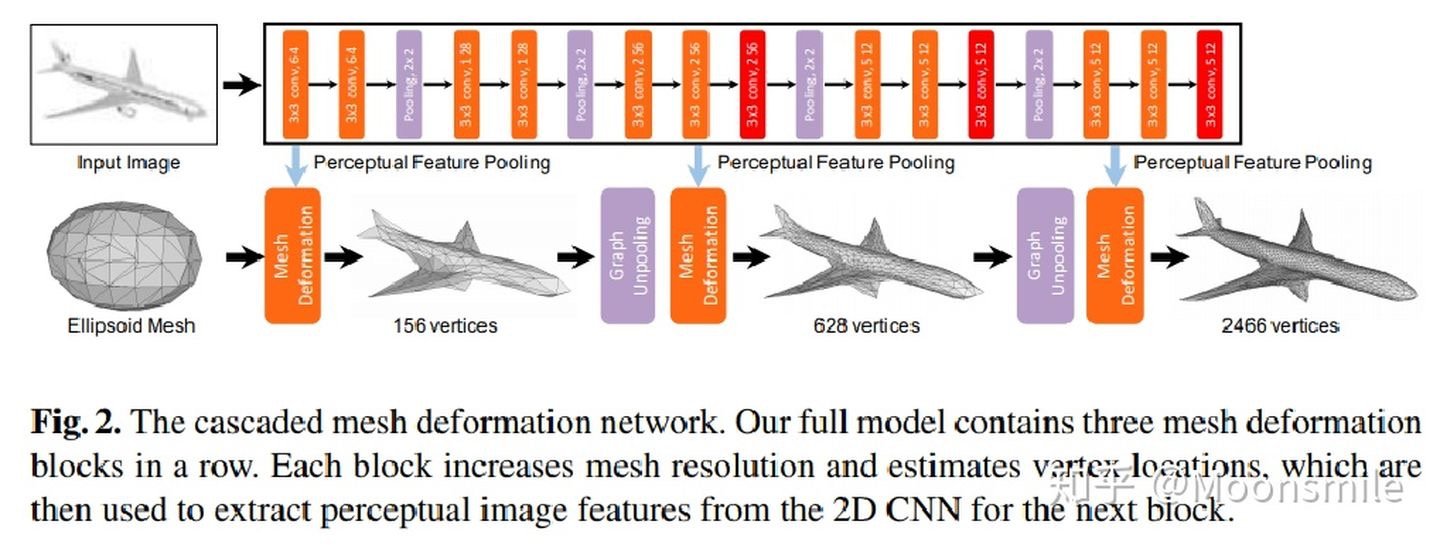 3x3 conv, 64
3x3 conv, 64
Pooling, 2x2
3x3 conv, 128
3x3 conv, 128
Pooling, 2x2
3x3 conv, 256
3x3 conv, 256
3x3 conv, 256
Pooling, 2x2
3x3 conv, 512
3x3 conv, 512
3x3 conv, 512
Pooling, 2x2
3x3 conv, 512
3x3 conv, 512
3x3 conv, 512
Input Image
Perceptual Feature Pooling
Perceptual Feature Pooling
Perceptual Feature Pooling
Mesh
Deformation
Graph
Unpooling
Mesh
Deformation
Graph
Unpooling
Mesh
Deformation
Ellipsoid Mesh
156 vertices
628 vertices
2466 vertices
Fig. 2. The cascaded mesh deformation network. Our full model contains three mesh deformation
blocks in a row. Each block increases mesh resolution and estimates vertex locations, which are
then used to extract perceptual image features from the 2D CNN for the next block.
知乎 @Moonsmile